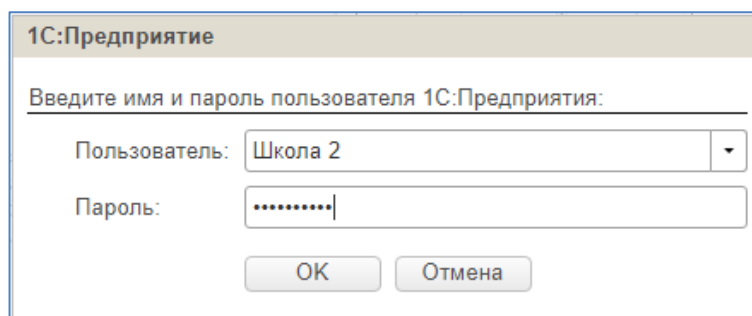 1С:Предприятие
Введите имя и пароль пользователя 1С:Предприятия:
Пользователь: Школа 2
Пароль: ••••••••••
OK Отмена